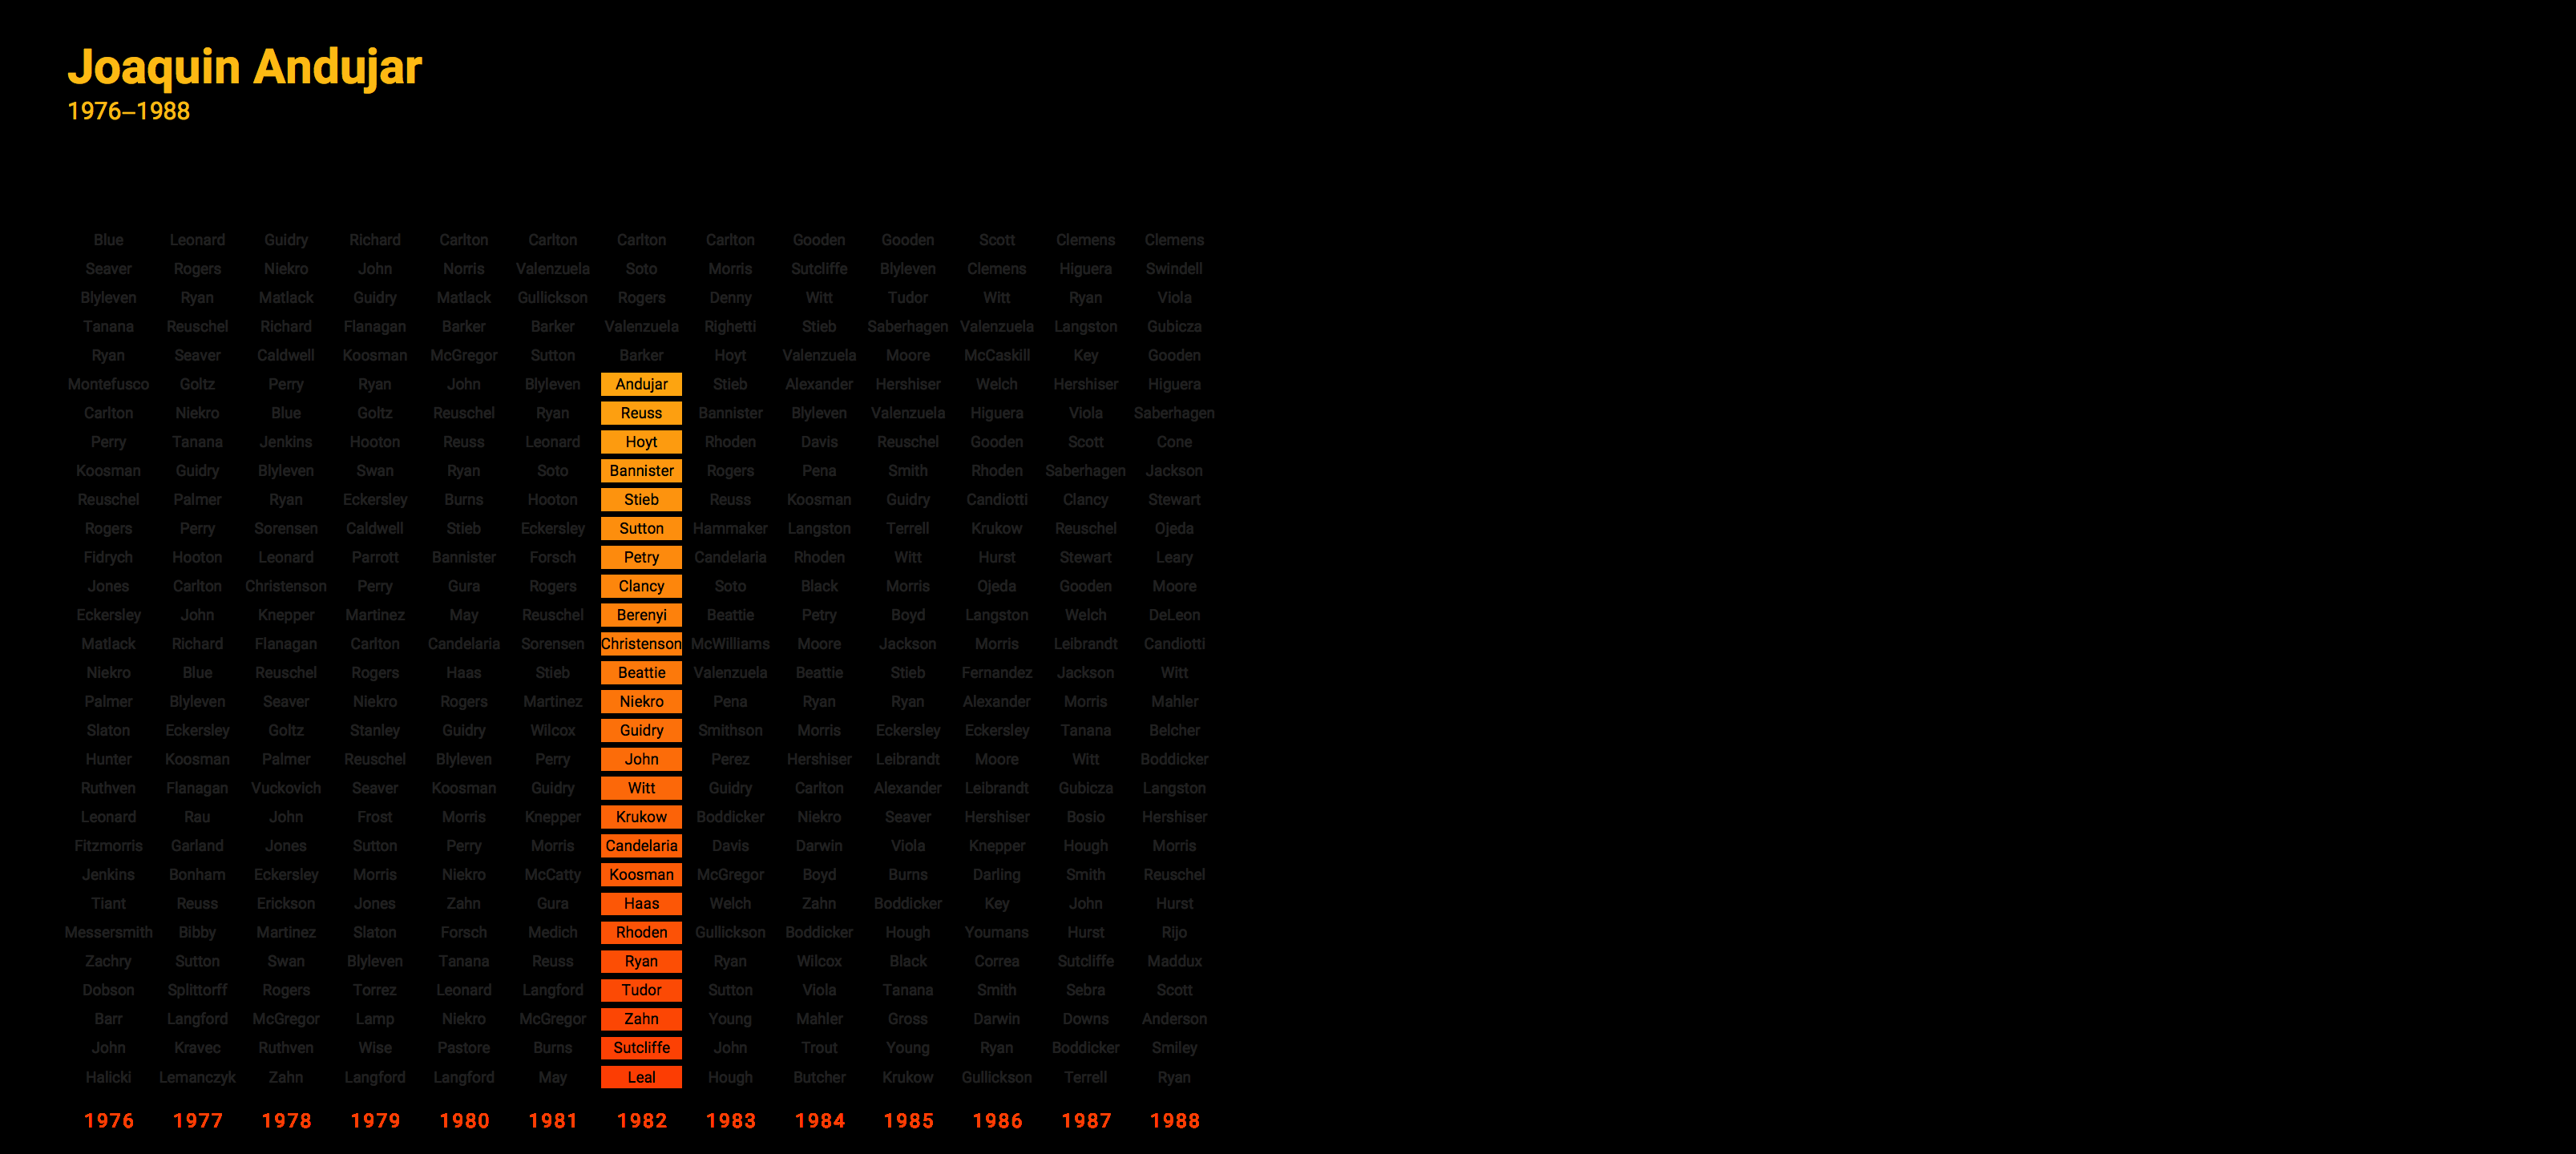 Joaquin Andujar
1976–1988
Blue Leonard Guidry Richard Carlton Carlton Carlton Carlton Gooden Gooden Scott Clemens Clemens
Seaver Rogers Niekro John Norris Valenzuela Soto Morris Sutcliffe Blyleven Clemens Higuera Swindell
Blyleven Ryan Matlack Guidry Matlack Gullickson Rogers Denny Witt Tudor Witt Ryan Viola
Tanana Reuschel Richard Flanagan Barker Barker Valenzuela Righetti Stieb Saberhagen Valenzuela Langston Gubicza
Ryan Seaver Caldwell Koosman McGregor Sutton Barker Hoyt Valenzuela Moore McCaskill Key Gooden
Montefusco Goltz Perry Ryan John Blyleven Andujar Stieb Alexander Hershiser Welch Hershiser Higuera
Carlton Niekro Blue Goltz Reuschel Ryan Reuss Bannister Blyleven Valenzuela Higuera Viola Saberhagen
Perry Tanana Jenkins Hooton Reuss Leonard Hoyt Rhoden Davis Reuschel Gooden Scott Cone
Koosman Guidry Blyleven Swan Ryan Soto Bannister Rogers Pena Smith Rhoden Saberhagen Jackson
Reuschel Palmer Ryan Eckersley Burns Hooton Stieb Reuss Koosman Guidry Candiotti Clancy Stewart
Rogers Perry Sorensen Caldwell Stieb Eckersley Sutton Hammaker Langston Terrell Krukow Reuschel Ojeda
Fidrych Hooton Leonard Parrott Bannister Forsch Petry Candelaria Rhoden Witt Hurst Stewart Leary
Jones Carlton Christenson Perry Gura Rogers Clancy Soto Black Morris Ojeda Gooden Moore
Eckersley John Knepper Martinez May Reuschel Berenyi Beattie Petry Boyd Langston Welch DeLeon
Matlack Richard Flanagan Carlton Candelaria Sorensen Christenson McWilliams Moore Jackson Morris Leibrandt Candiotti
Niekro Blue Reuschel Rogers Haas Stieb Beattie Valenzuela Beattie Stieb Fernandez Jackson Witt
Palmer Blyleven Seaver Niekro Rogers Martinez Niekro Pena Ryan Ryan Alexander Morris Mahler
Slaton Eckersley Goltz Stanley Guidry Wilcox Guidry Smithson Morris Eckersley Eckersley Tanana Belcher
Hunter Koosman Palmer Reuschel Blyleven Perry John Perez Hershiser Leibrandt Moore Witt Boddicker
Ruthven Flanagan Vuckovich Seaver Koosman Guidry Witt Guidry Carlton Alexander Leibrandt Gubicza Langston
Leonard Rau John Frost Morris Knepper Krukow Boddicker Niekro Seaver Hershiser Bosio Hershiser
Fitzmorris Garland Jones Sutton Perry Morris Candelaria Davis Darwin Viola Knepper Hough Morris
Jenkins Bonham Eckersley Morris Niekro McCatty Koosman McGregor Boyd Burns Darling Smith Reuschel
Tiant Reuss Erickson Jones Zahn Gura Haas Welch Zahn Boddicker Key John Hurst
Messersmith Bibby Martinez Slaton Forsch Medich Rhoden Gullickson Boddicker Hough Youmans Hurst Rijo
Zachry Sutton Swan Blyleven Tanana Reuss Ryan Ryan Wilcox Black Correa Sutcliffe Maddux
Dobson Splittorff Rogers Torrez Leonard Langford Tudor Sutton Viola Tanana Smith Sebra Scott
Barr Langford McGregor Lamp Niekro McGregor Zahn Young Mahler Gross Darwin Downs Anderson
John Kravec Ruthven Wise Pastore Burns Sutcliffe John Trout Young Ryan Boddicker Smiley
Halicki Lemanczyk Zahn Langford Langford May Leal Hough Butcher Krukow Gullickson Terrell Ryan
1976 1977 1978 1979 1980 1981 1982 1983 1984 1985 1986 1987 1988